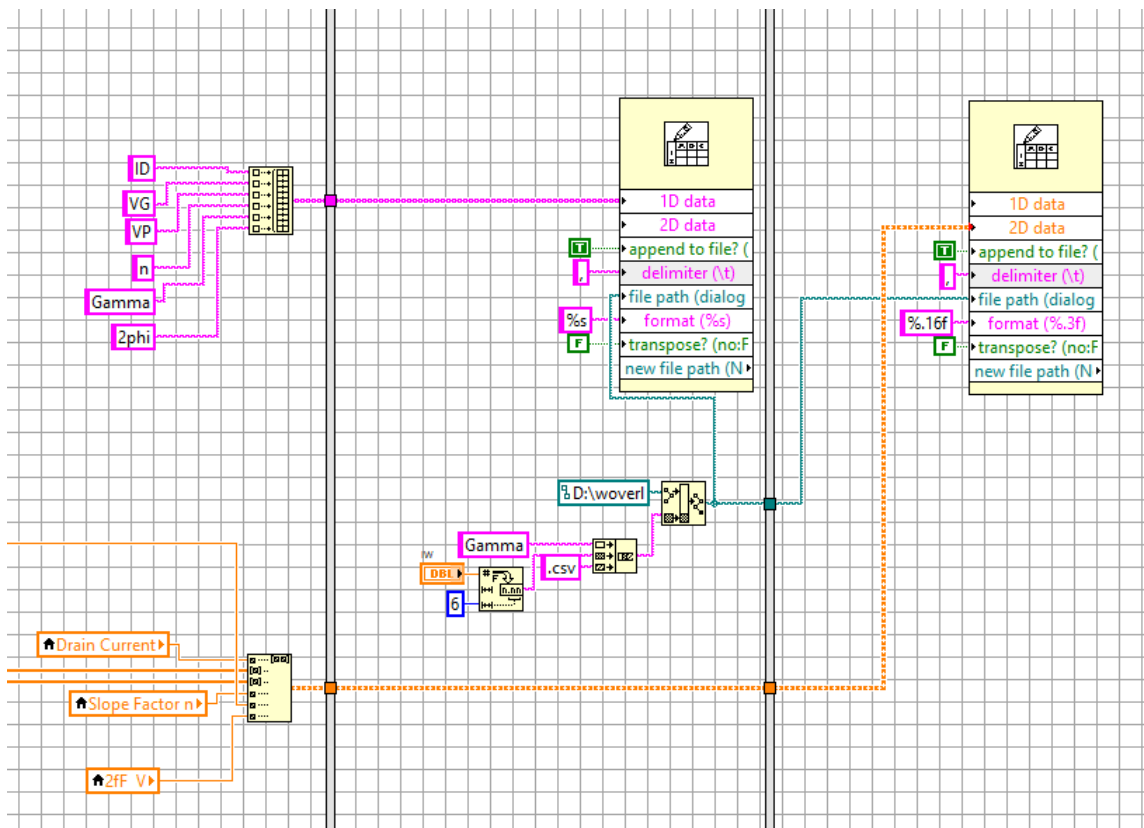 ID
VG
VP
n
Gamma
2phi
1D data
2D data
T
append to file? (
,
delimiter (\t)
file path (dialog
%s
format (%s)
F
transpose? (no:F
new file path (N
1D data
2D data
T
append to file? (
,
delimiter (\t)
file path (dialog
%.16f
format (%.3f)
F
transpose? (no:F
new file path (N
D:\woverl
Gamma
.csv
DBL
6
Drain Current
Slope Factor n
2fF V